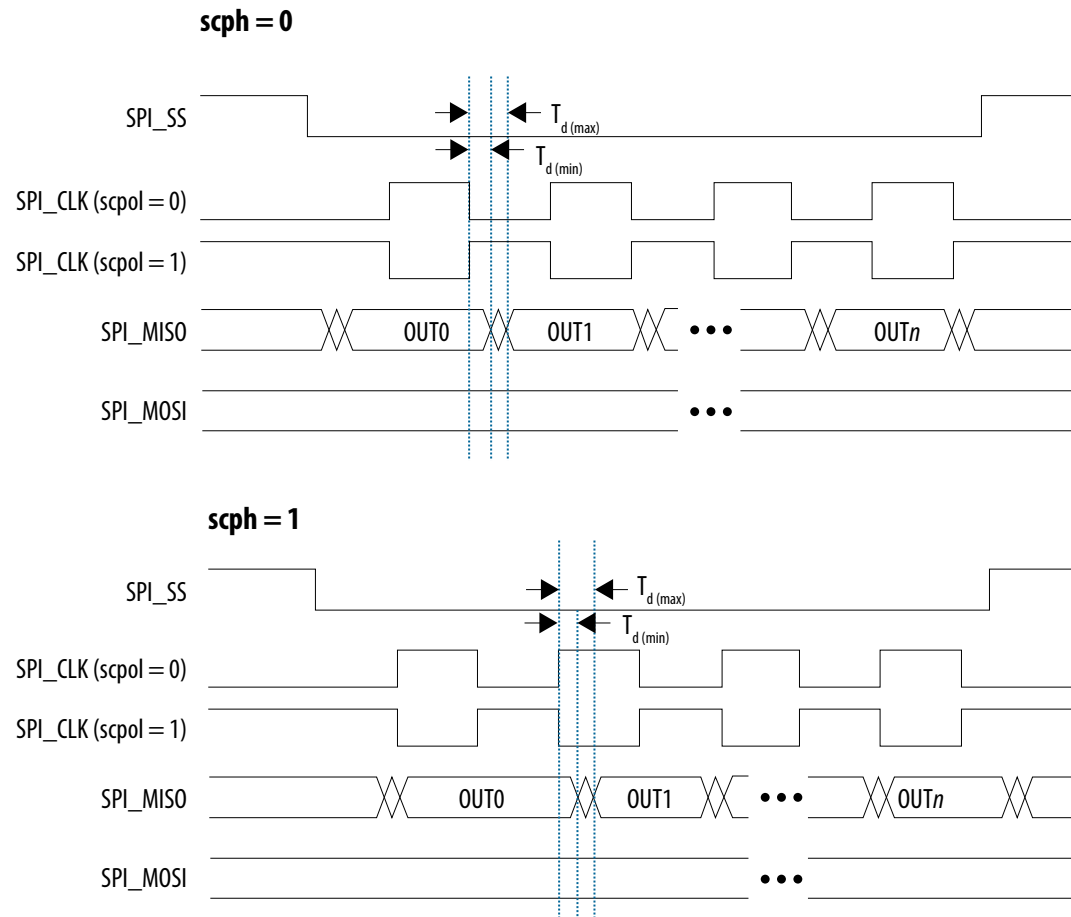 scph = 0
SPI_SS
T d (max)
T d (min)
SPI_CLK (scpol = 0)
SPI_CLK (scpol = 1)
SPI_MISO OUT0 OUT1 ••• OUTn
SPI_MOSI •••
scph = 1
SPI_SS
T d (max)
T d (min)
SPI_CLK (scpol = 0)
SPI_CLK (scpol = 1)
SPI_MISO OUT0 OUT1 ••• OUTn
SPI_MOSI •••